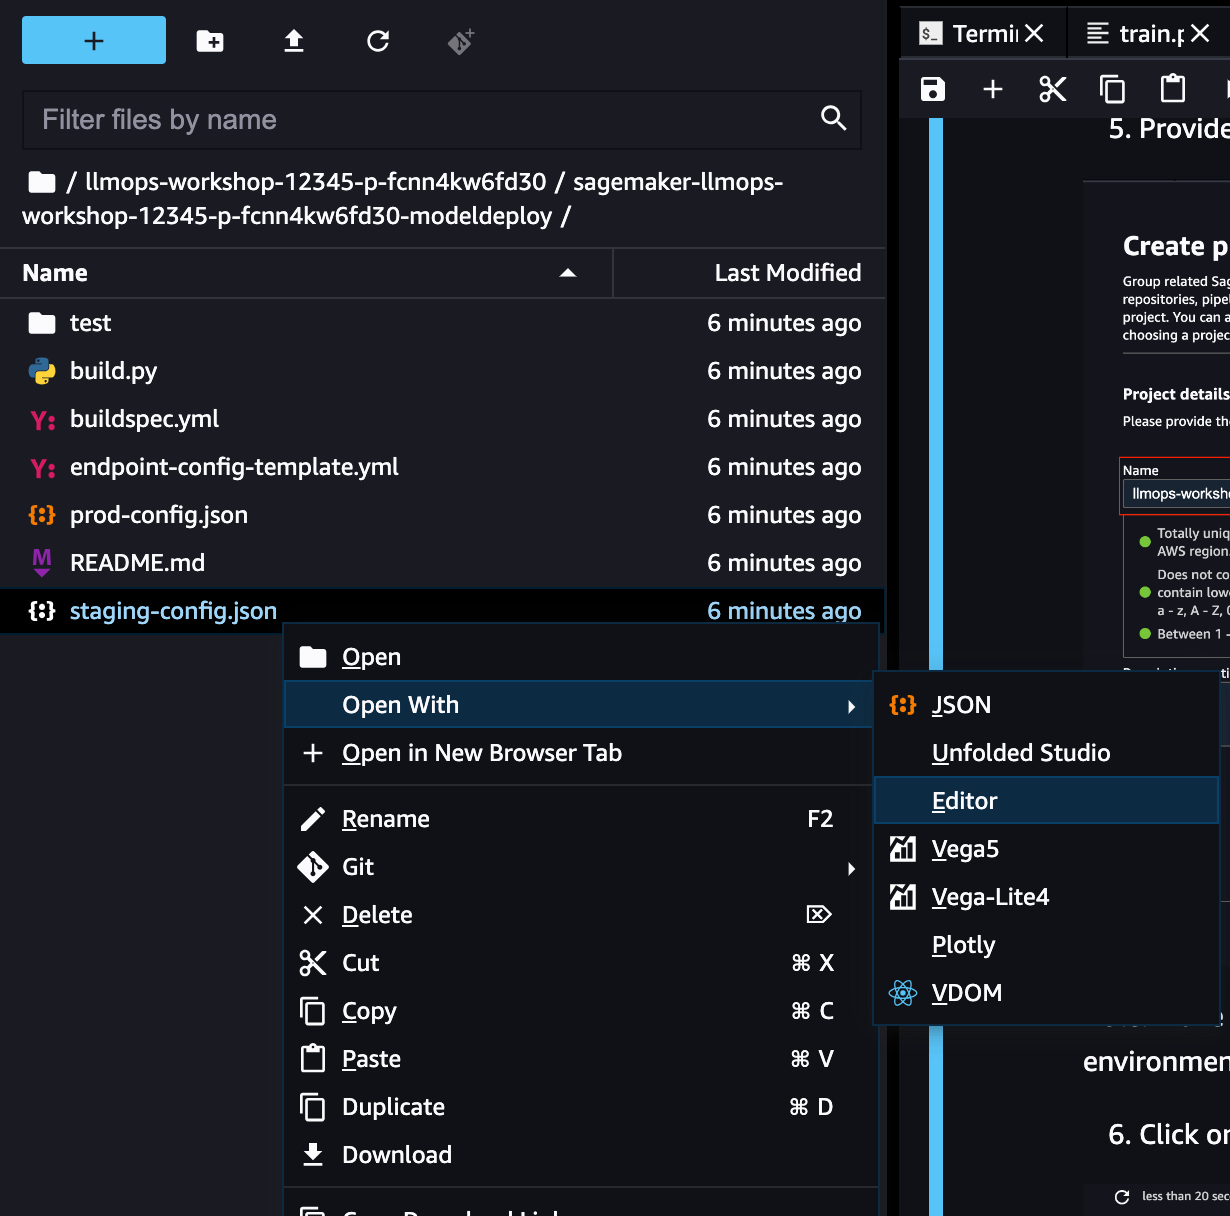 Filter files by name
/ llmops-workshop-12345-p-fcnn4kw6fd30 / sagemaker-llmops-
workshop-12345-p-fcnn4kw6fd30-modeldeploy /
Name Last Modified
test 6 minutes ago
build.py 6 minutes ago
buildspec.yml 6 minutes ago
endpoint-config-template.yml 6 minutes ago
prod-config.json 6 minutes ago
README.md 6 minutes ago
staging-config.json 6 minutes ago
Open
Open With
Open in New Browser Tab
Rename F2
Git
Delete
Cut ⌘ X
Copy ⌘ C
Paste ⌘ V
Duplicate ⌘ D
Download
JSON
Unfolded Studio
Editor
Vega5
Vega-Lite4
Plotly
VDOM
Termi
train.p
5. Provide
Create p
Group related Sag
repositories, pipel
project. You can a
choosing a projec
Project details
Please provide the
Name
llmops-worksho
Totally uniq
AWS region.
Does not co
contain lowe
a - z, A - Z, 0
Between 1 -
environmen
6. Click on
less than 20 sec